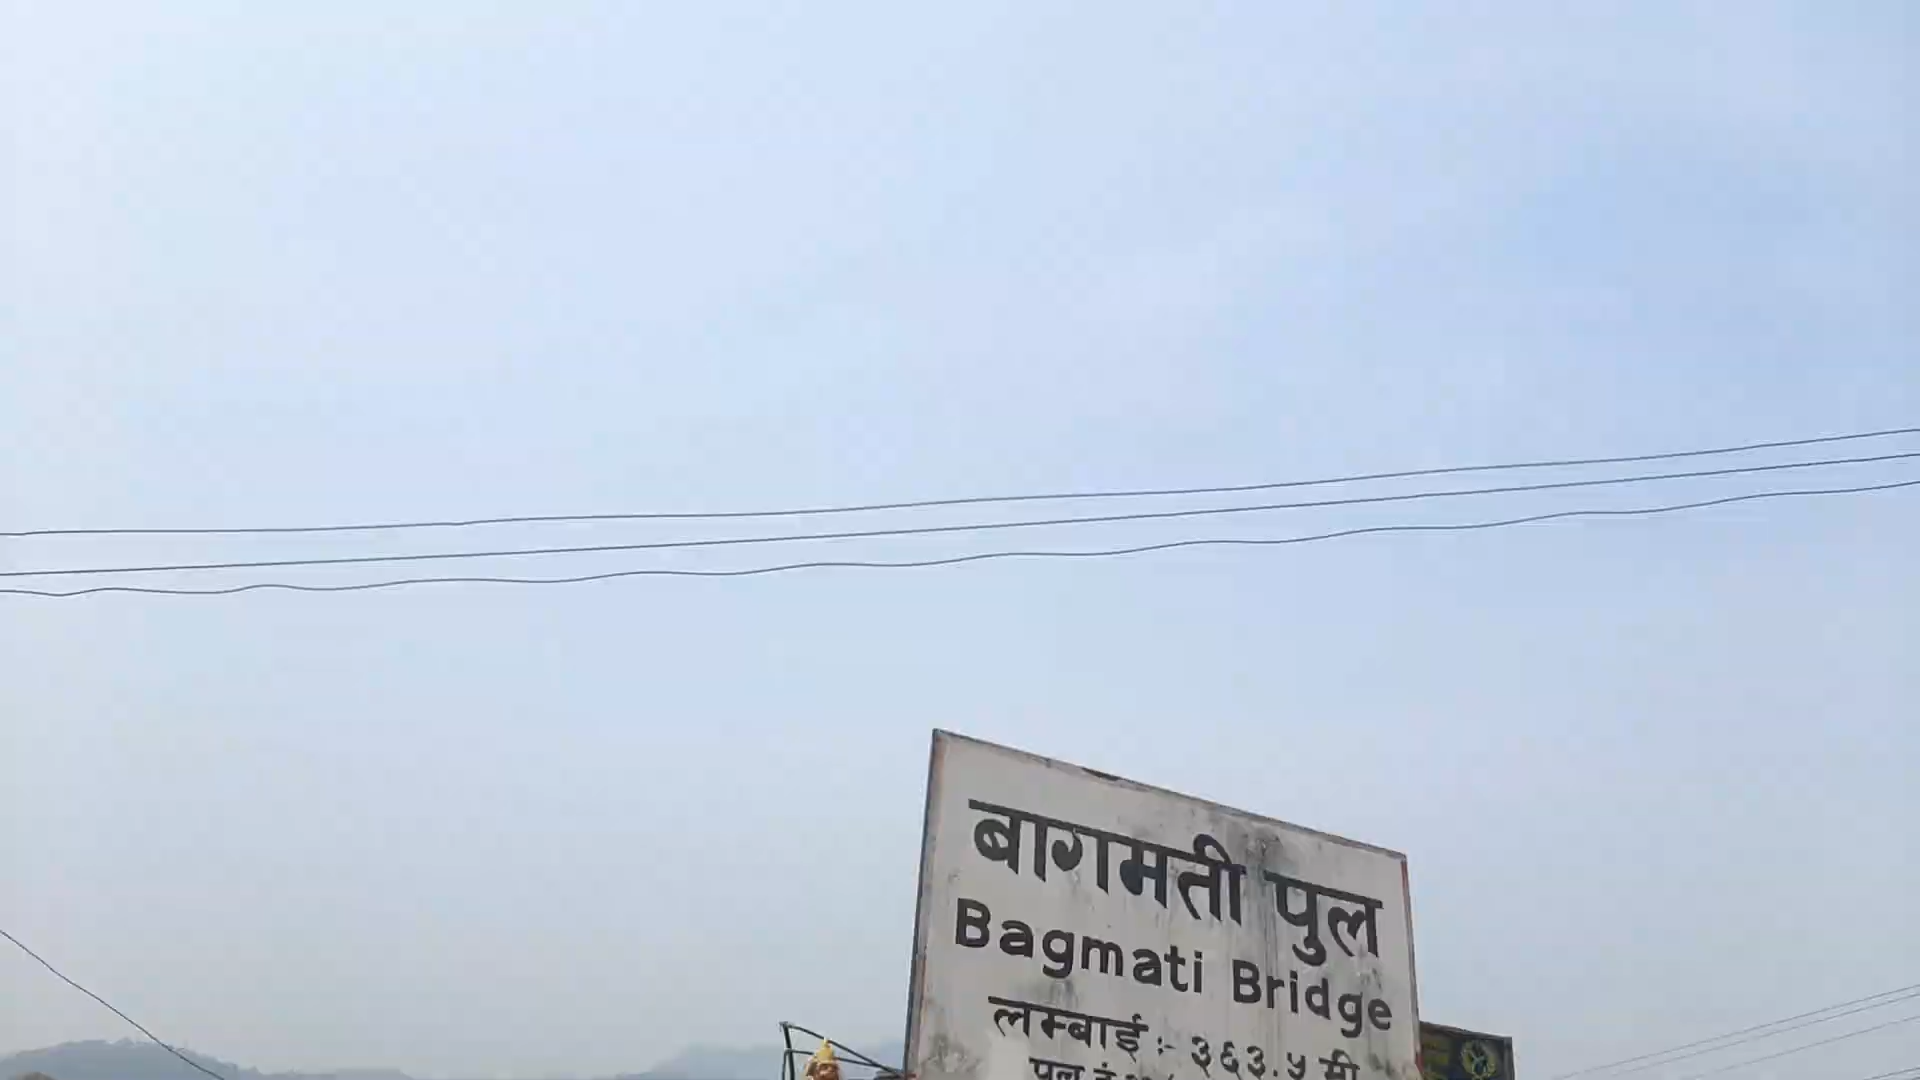 बागमती पुल
Bagmati Bridge
लम्बाई :- ३६३.५ मी
पुल नं